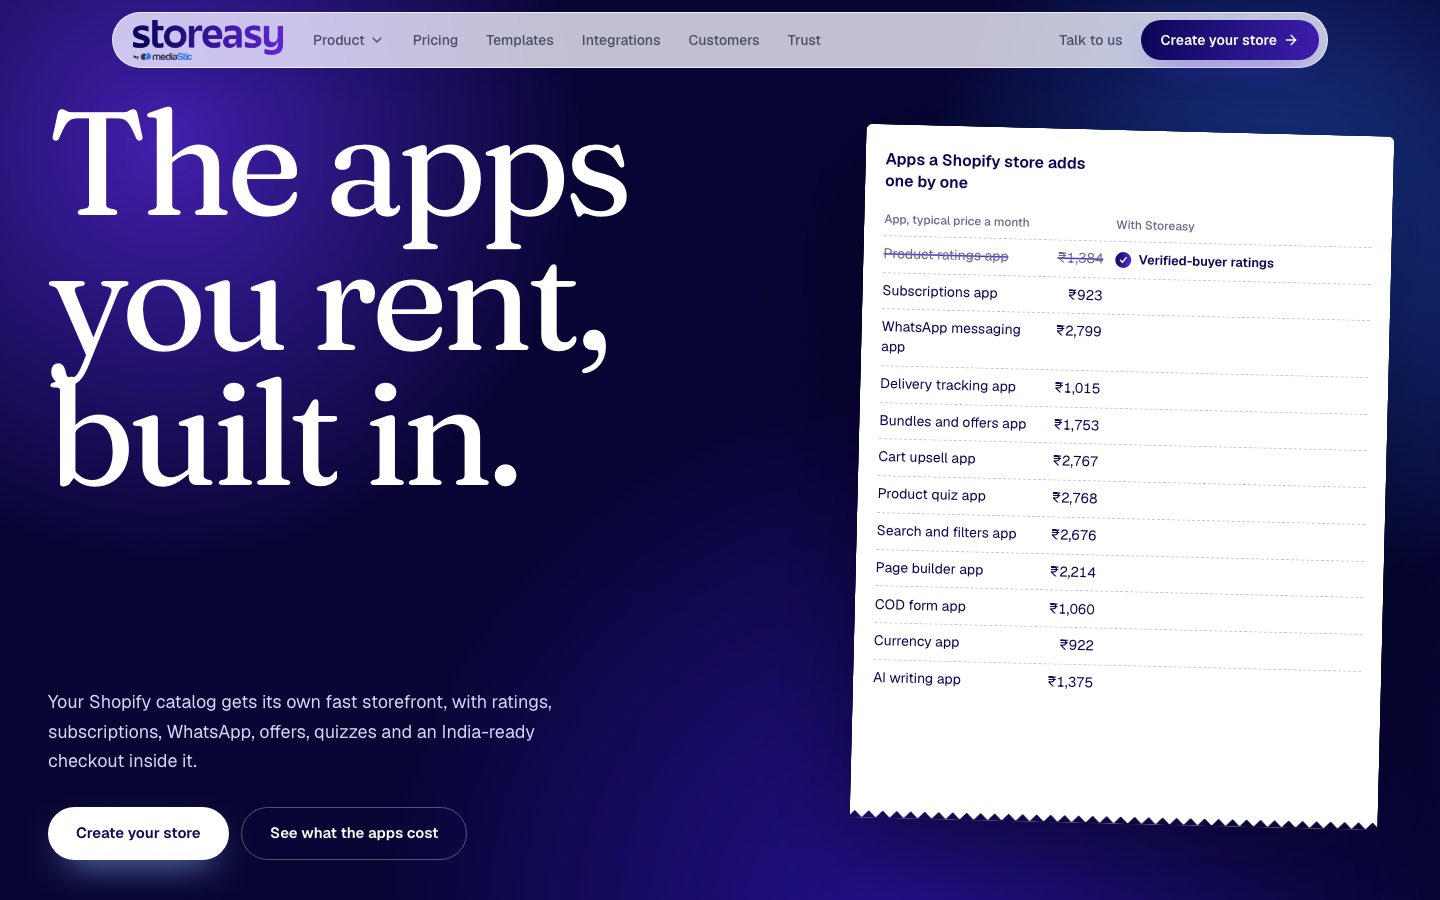 storeasy
by mediaStic
Product
Pricing
Templates
Integrations
Customers
Trust
Talk to us
Create your store
The apps
you rent,
built in.
Your Shopify catalog gets its own fast storefront, with ratings,
subscriptions, WhatsApp, offers, quizzes and an India-ready
checkout inside it.
Create your store
See what the apps cost
Apps a Shopify store adds
one by one
App, typical price a month
With Storeasy
Product ratings app ₹1,384 Verified-buyer ratings
Subscriptions app ₹923
WhatsApp messaging
app ₹2,799
Delivery tracking app ₹1,015
Bundles and offers app ₹1,753
Cart upsell app ₹2,767
Product quiz app ₹2,768
Search and filters app ₹2,676
Page builder app ₹2,214
COD form app ₹1,060
Currency app ₹922
AI writing app ₹1,375